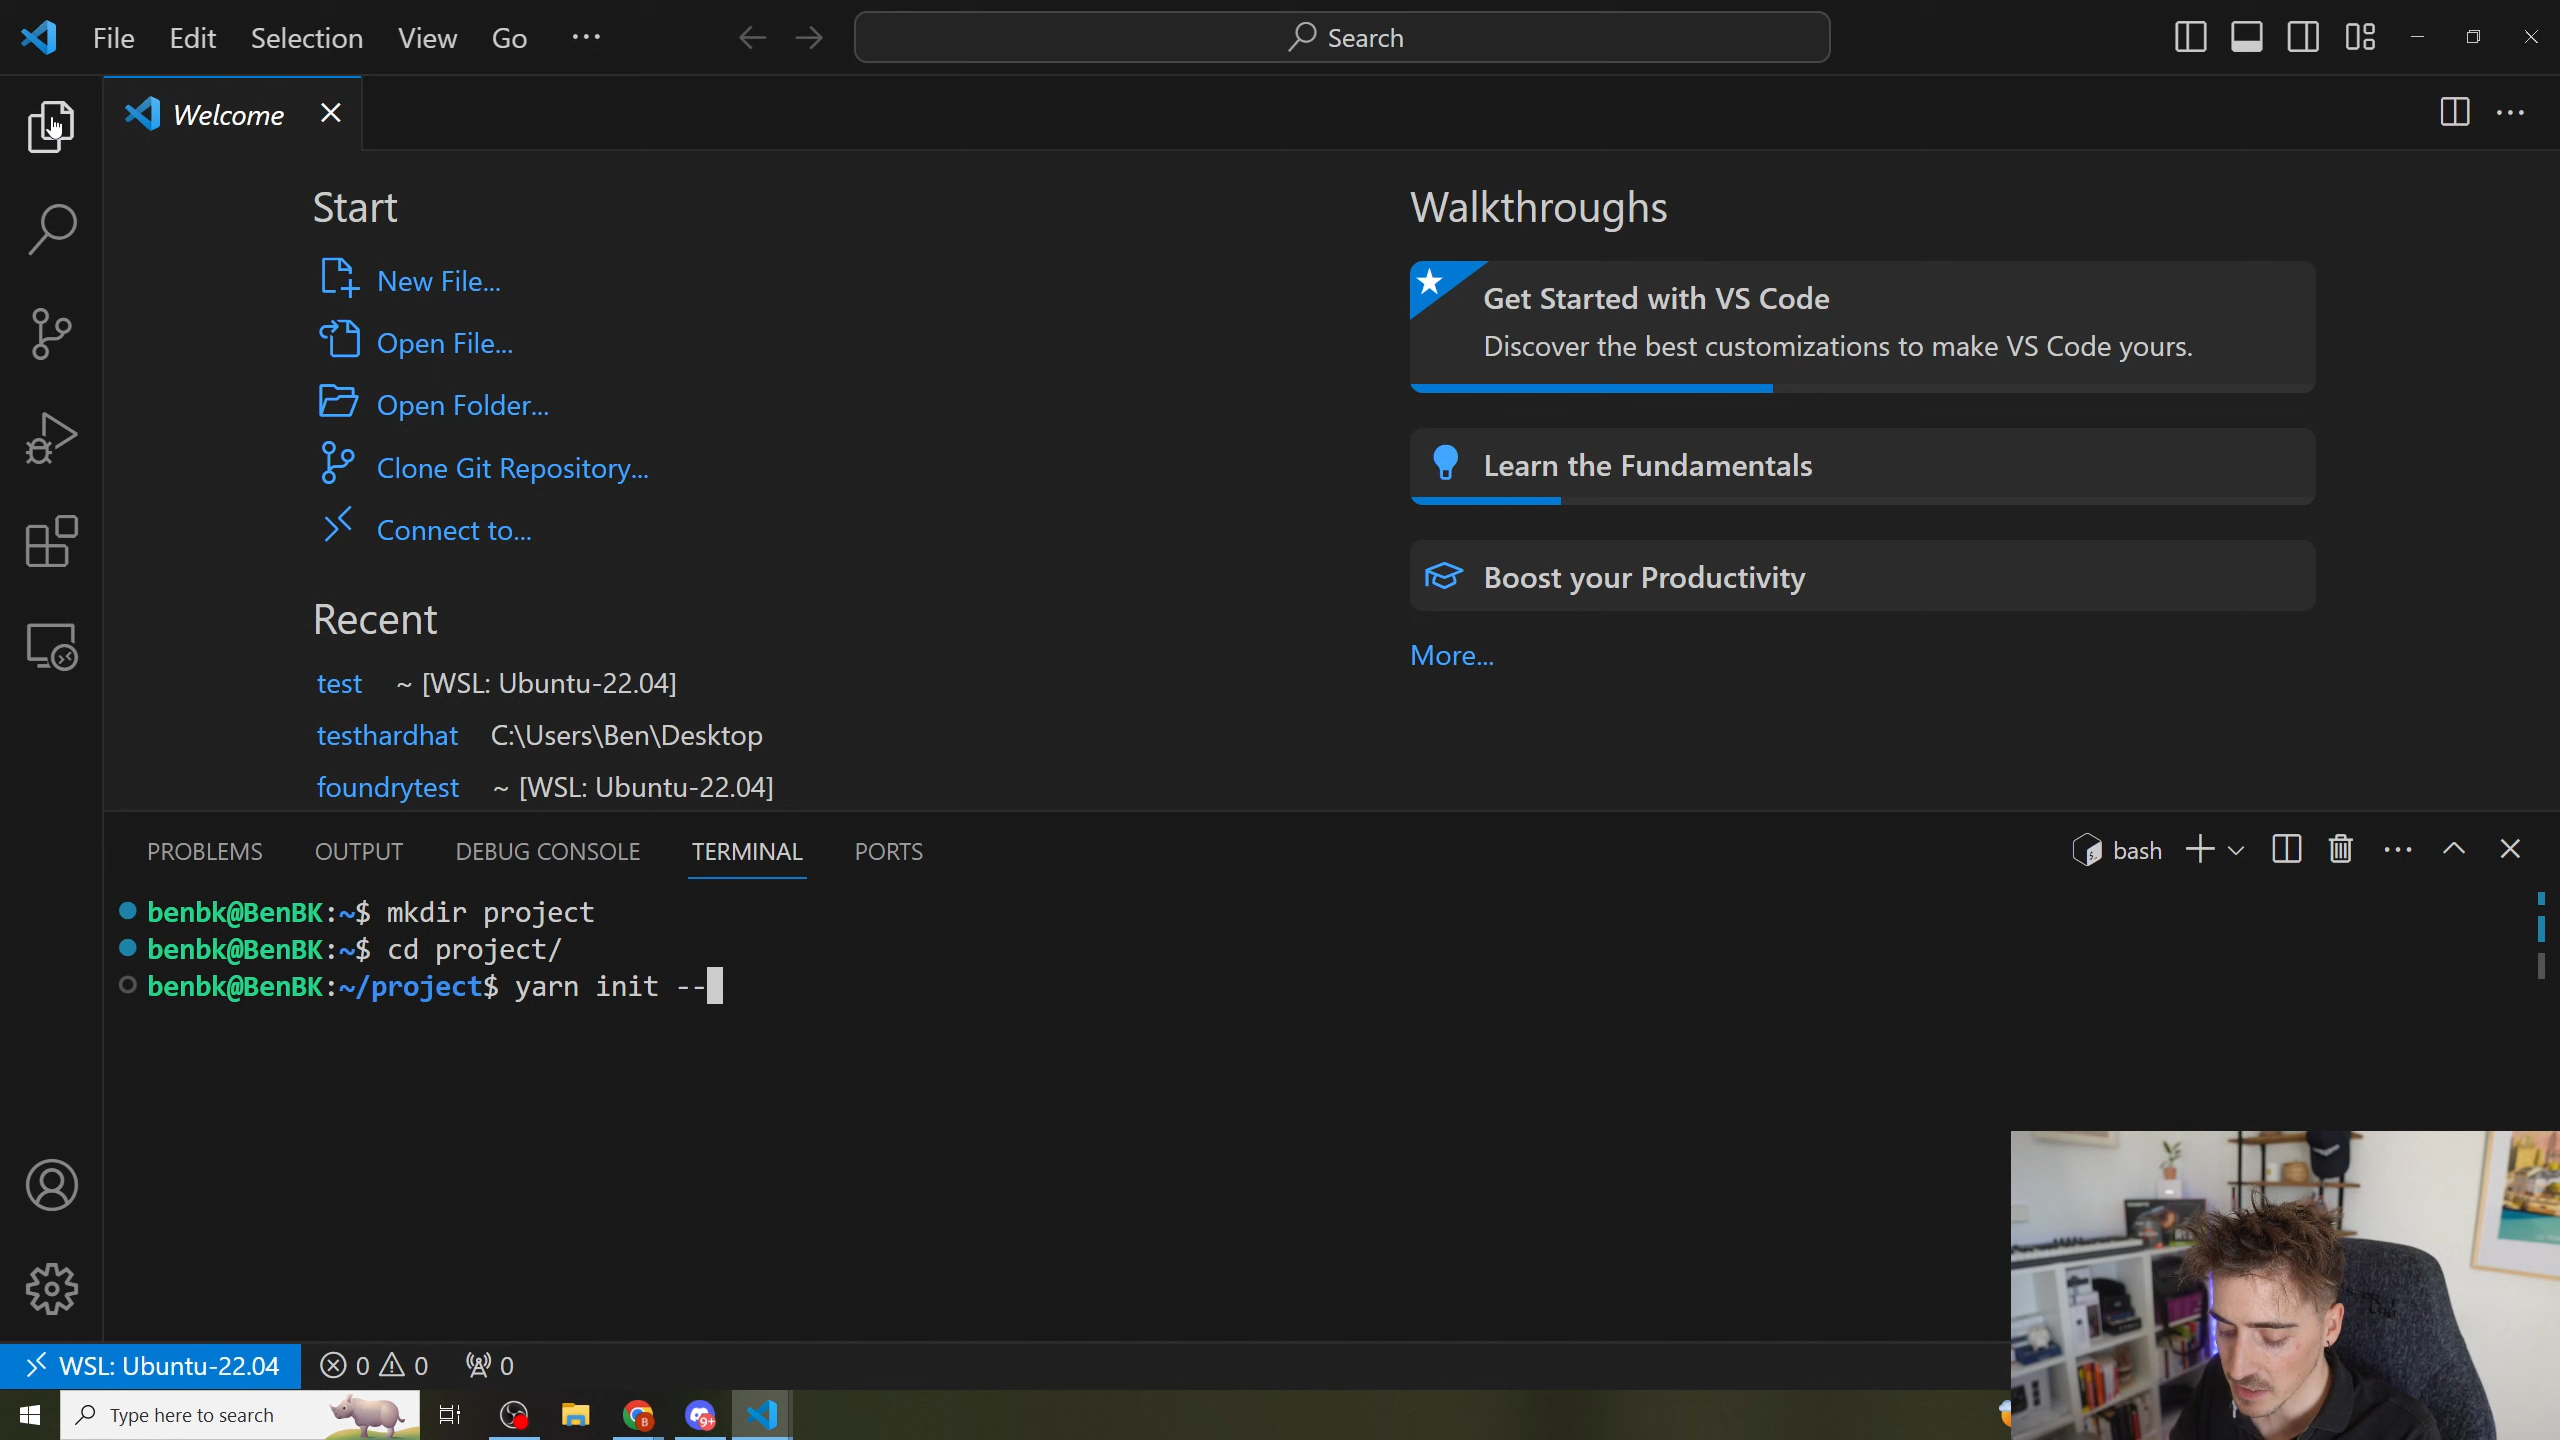 File Edit Selection View Go ···
Search
Welcome
Start
New File...
Open File...
Open Folder...
Clone Git Repository...
Connect to...
Recent
test ~ [WSL: Ubuntu-22.04]
testhardhat C:\Users\Ben\Desktop
foundrytest ~ [WSL: Ubuntu-22.04]
Walkthroughs
Get Started with VS Code
Discover the best customizations to make VS Code yours.
Learn the Fundamentals
Boost your Productivity
More...
PROBLEMS OUTPUT DEBUG CONSOLE TERMINAL PORTS
bash
benbk@BenBK:~$ mkdir project
benbk@BenBK:~$ cd project/
benbk@BenBK:~/project$ yarn init --
WSL: Ubuntu-22.04 0 0 0
Type here to search
B
9+